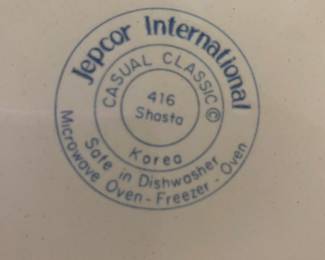 Jepcor International
CASUAL CLASSIC©
416
Shasta
Korea
Safe in Dishwasher
Microwave Oven - Freezer - Oven